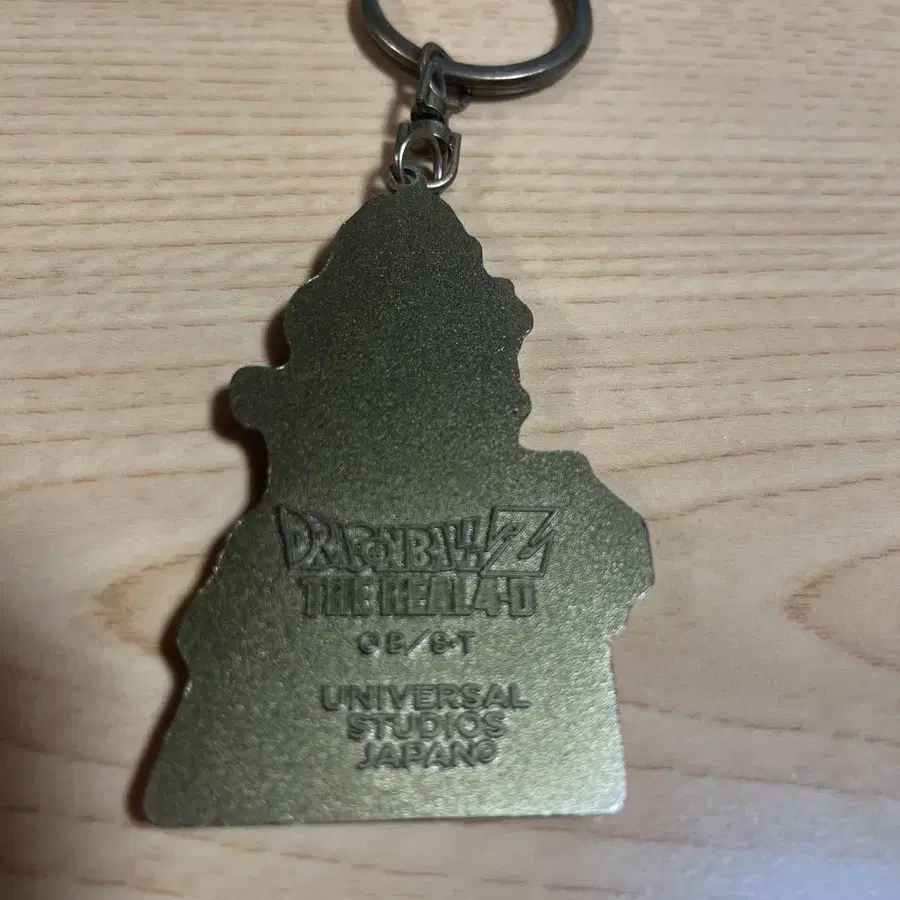 DRAGONBALL Z
THE REAL 4-D
© B/S・T
UNIVERSAL
STUDIOS
JAPAN®